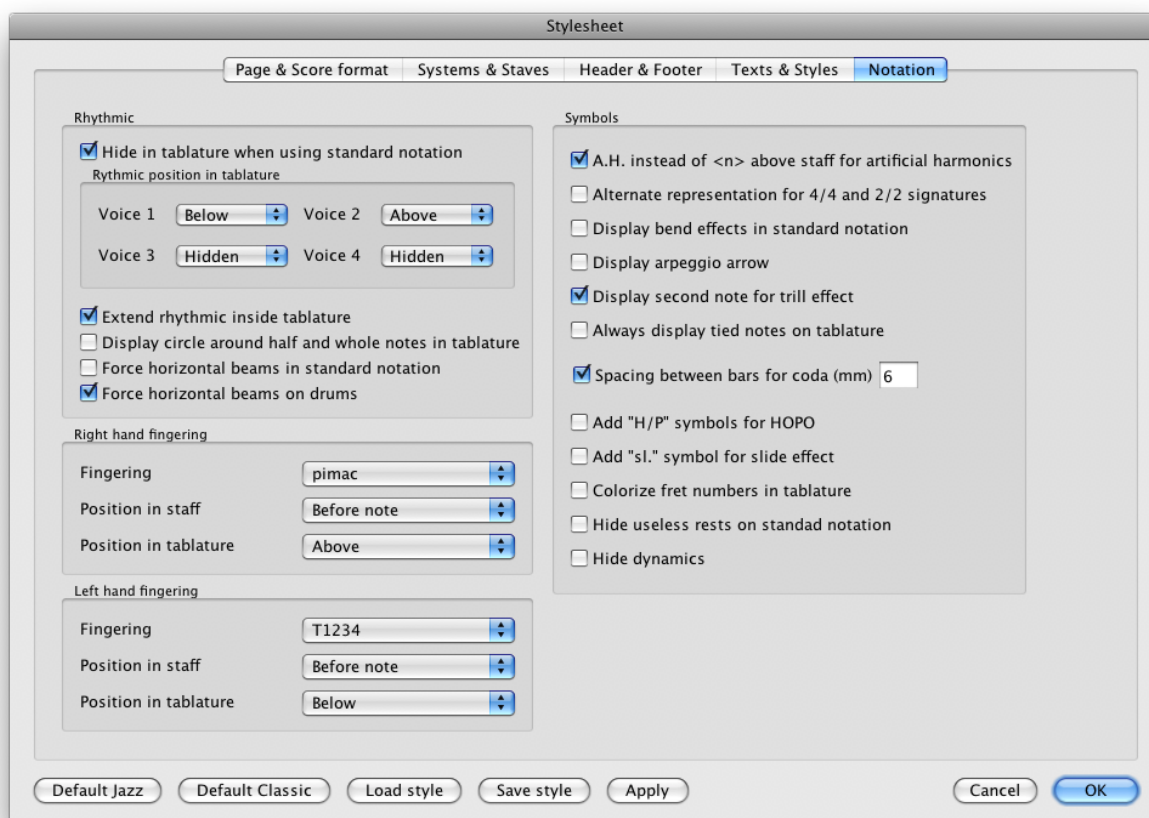 Stylesheet
Page & Score format Systems & Staves Header & Footer Texts & Styles Notation
Rhythmic
Hide in tablature when using standard notation
Rythmic position in tablature
Voice 1 Below Voice 2 Above
Voice 3 Hidden Voice 4 Hidden
Extend rhythmic inside tablature
Display circle around half and whole notes in tablature
Force horizontal beams in standard notation
Force horizontal beams on drums
Right hand fingering
Fingering pimac
Position in staff Before note
Position in tablature Above
Left hand fingering
Fingering T1234
Position in staff Before note
Position in tablature Below
Symbols
A.H. instead of <n> above staff for artificial harmonics
Alternate representation for 4/4 and 2/2 signatures
Display bend effects in standard notation
Display arpeggio arrow
Display second note for trill effect
Always display tied notes on tablature
Spacing between bars for coda (mm) 6
Add "H/P" symbols for HOPO
Add "sl." symbol for slide effect
Colorize fret numbers in tablature
Hide useless rests on standad notation
Hide dynamics
Default Jazz Default Classic Load style Save style Apply Cancel OK